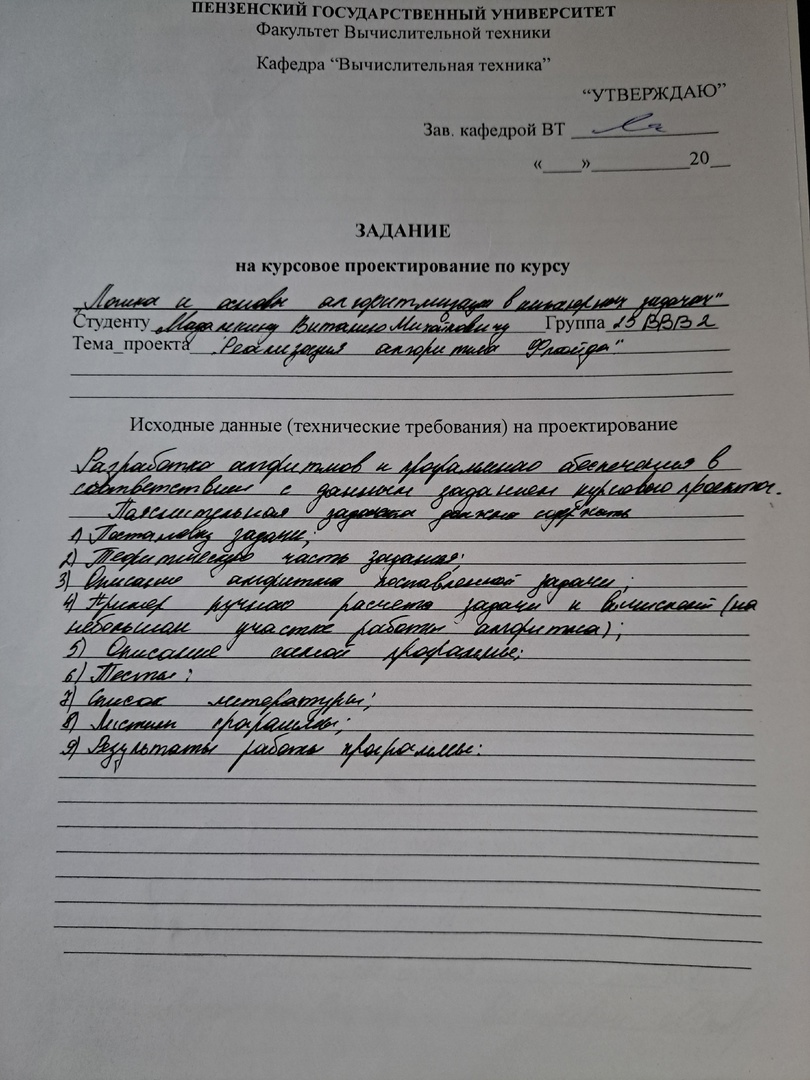 ПЕНЗЕНСКИЙ ГОСУДАРСТВЕННЫЙ УНИВЕРСИТЕТ
Факультет Вычислительной техники
Кафедра “Вычислительная техника”
“УТВЕРЖДАЮ”
Зав. кафедрой ВТ
«____»__________20__
ЗАДАНИЕ
на курсовое проектирование по курсу
„Логика и основы алгоритмизации в инженерных задачах"
Студенту Виталию Михайловичу Группа 23ВВВ2
Тема_проекта „Реализация алгоритма Флойда"
Исходные данные (технические требования) на проектирование
Разработка алгоритмов и программного обеспечения в
соответствии с данным заданием курсового проекта.
Пояснительная должна содержать
1) Постановку задачи;
2) Теоритическую часть задания;
3) Описание алгоритма поставленной задачи;
4) Пример ручного расчета задачи и вычислений (на
небольшом участке работы алгоритма);
5) Описание самой программы;
6) Тесты;
7) Список литературы;
8) Листинг программы;
9) Результаты работы программы: